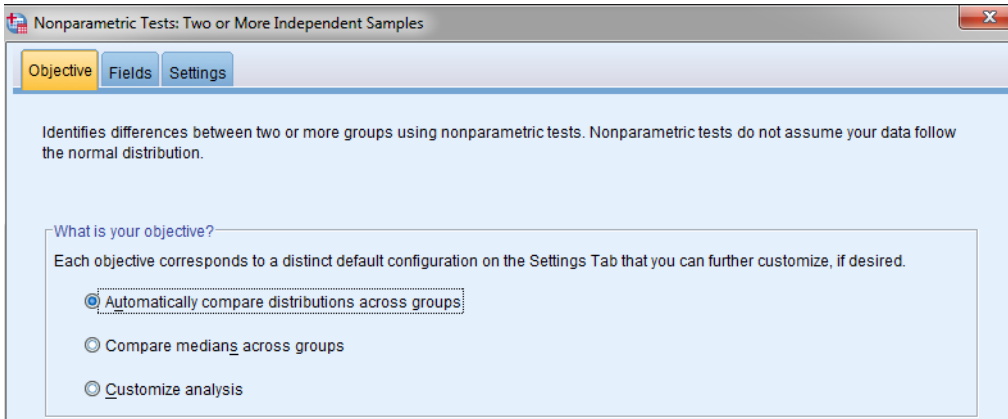 Nonparametric Tests: Two or More Independent Samples
Objective Fields Settings
Identifies differences between two or more groups using nonparametric tests. Nonparametric tests do not assume your data follow
the normal distribution.
What is your objective?
Each objective corresponds to a distinct default configuration on the Settings Tab that you can further customize, if desired.
Automatically compare distributions across groups
Compare medians across groups
Customize analysis